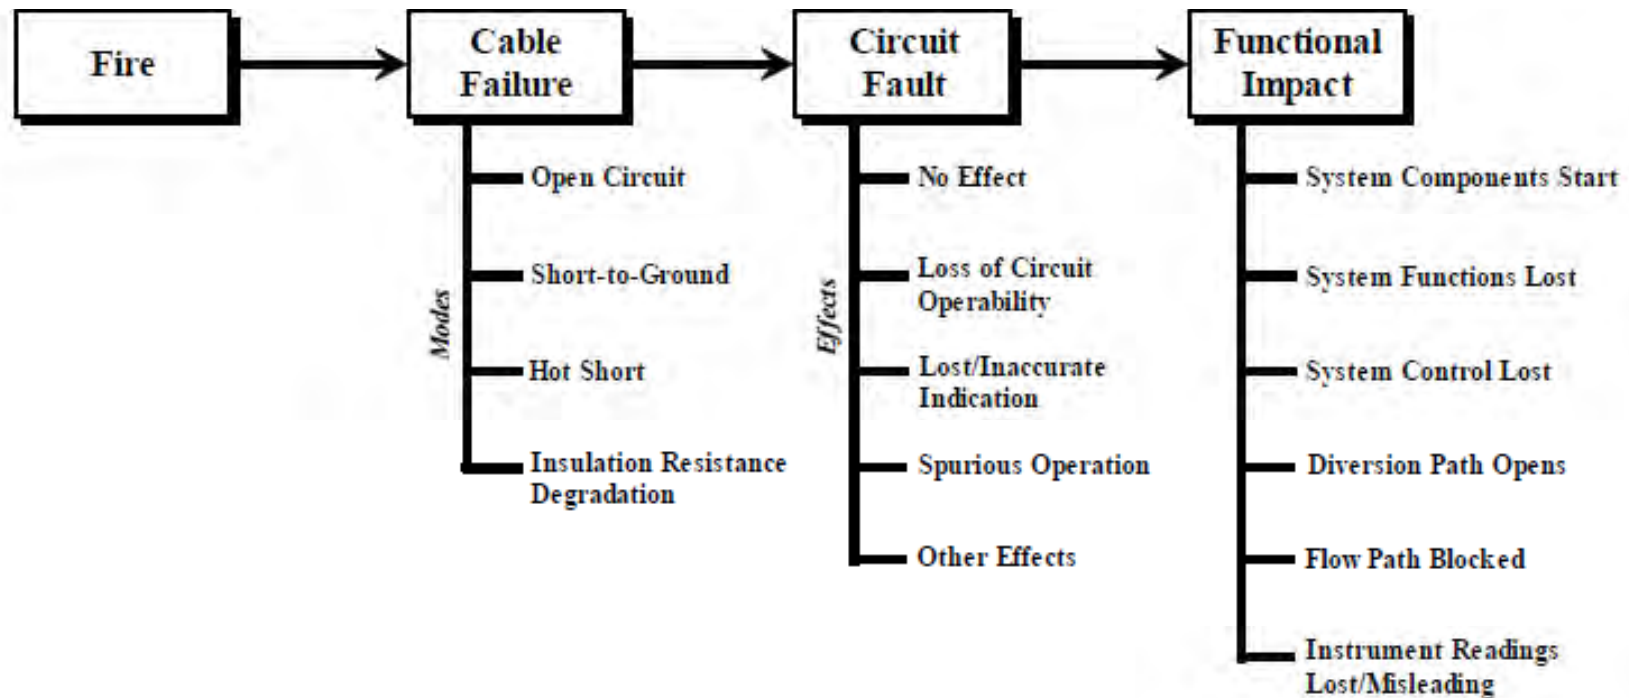 Fire
Cable
Failure
Circuit
Fault
Functional
Impact
Modes
Open Circuit
Short-to-Ground
Hot Short
Insulation Resistance
Degradation
Effects
No Effect
Loss of Circuit
Operability
Lost/Inaccurate
Indication
Spurious Operation
Other Effects
System Components Start
System Functions Lost
System Control Lost
Diversion Path Opens
Flow Path Blocked
Instrument Readings
Lost/Misleading